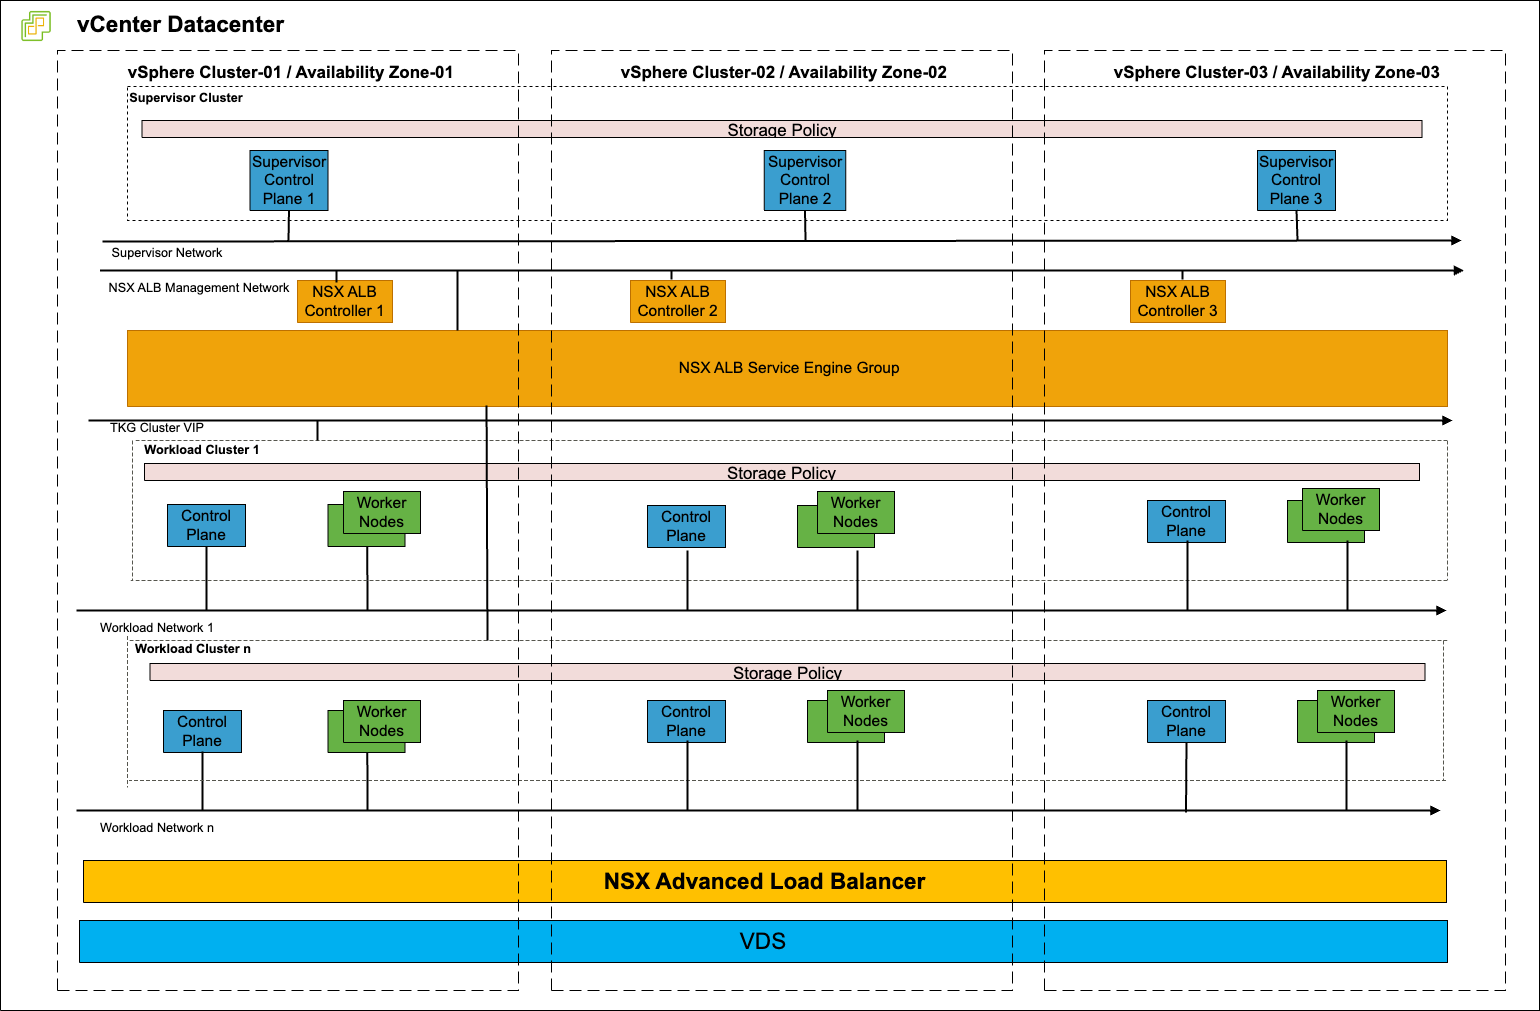 vCenter Datacenter
vSphere Cluster-01 / Availability Zone-01
vSphere Cluster-02 / Availability Zone-02
vSphere Cluster-03 / Availability Zone-03
Supervisor Cluster
Storage Policy
Supervisor
Control
Plane 1
Supervisor
Control
Plane 2
Supervisor
Control
Plane 3
Supervisor Network
NSX ALB Management Network
NSX ALB
Controller 1
NSX ALB
Controller 2
NSX ALB
Controller 3
NSX ALB Service Engine Group
TKG Cluster VIP
Workload Cluster 1
Storage Policy
Control
Plane
Worker
Nodes
Control
Plane
Worker
Nodes
Control
Plane
Worker
Nodes
Workload Network 1
Workload Cluster n
Storage Policy
Control
Plane
Worker
Nodes
Control
Plane
Worker
Nodes
Control
Plane
Worker
Nodes
Workload Network n
NSX Advanced Load Balancer
VDS